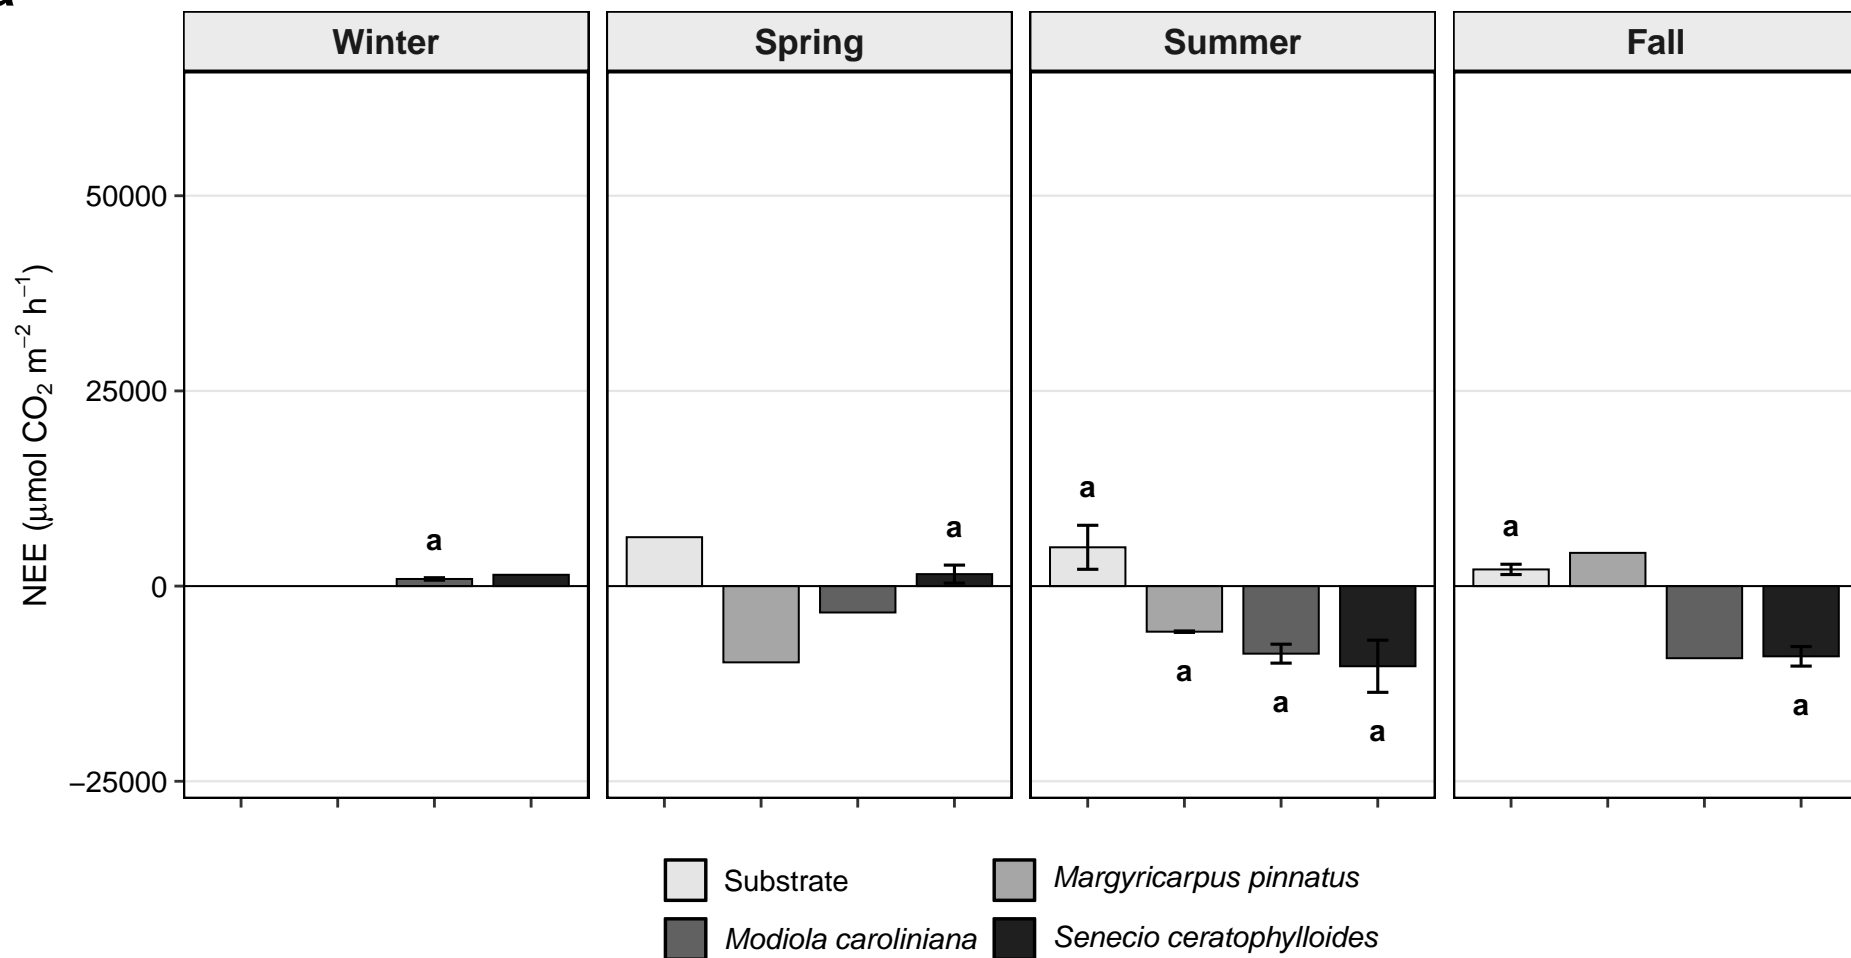 Winter Spring Summer Fall
50000
25000
0
−25000
NEE (μmol CO₂ m⁻² h⁻¹)
a
a
a
a
a
a
a
a
Substrate Margyricarpus pinnatus
Modiola caroliniana Senecio ceratophylloides